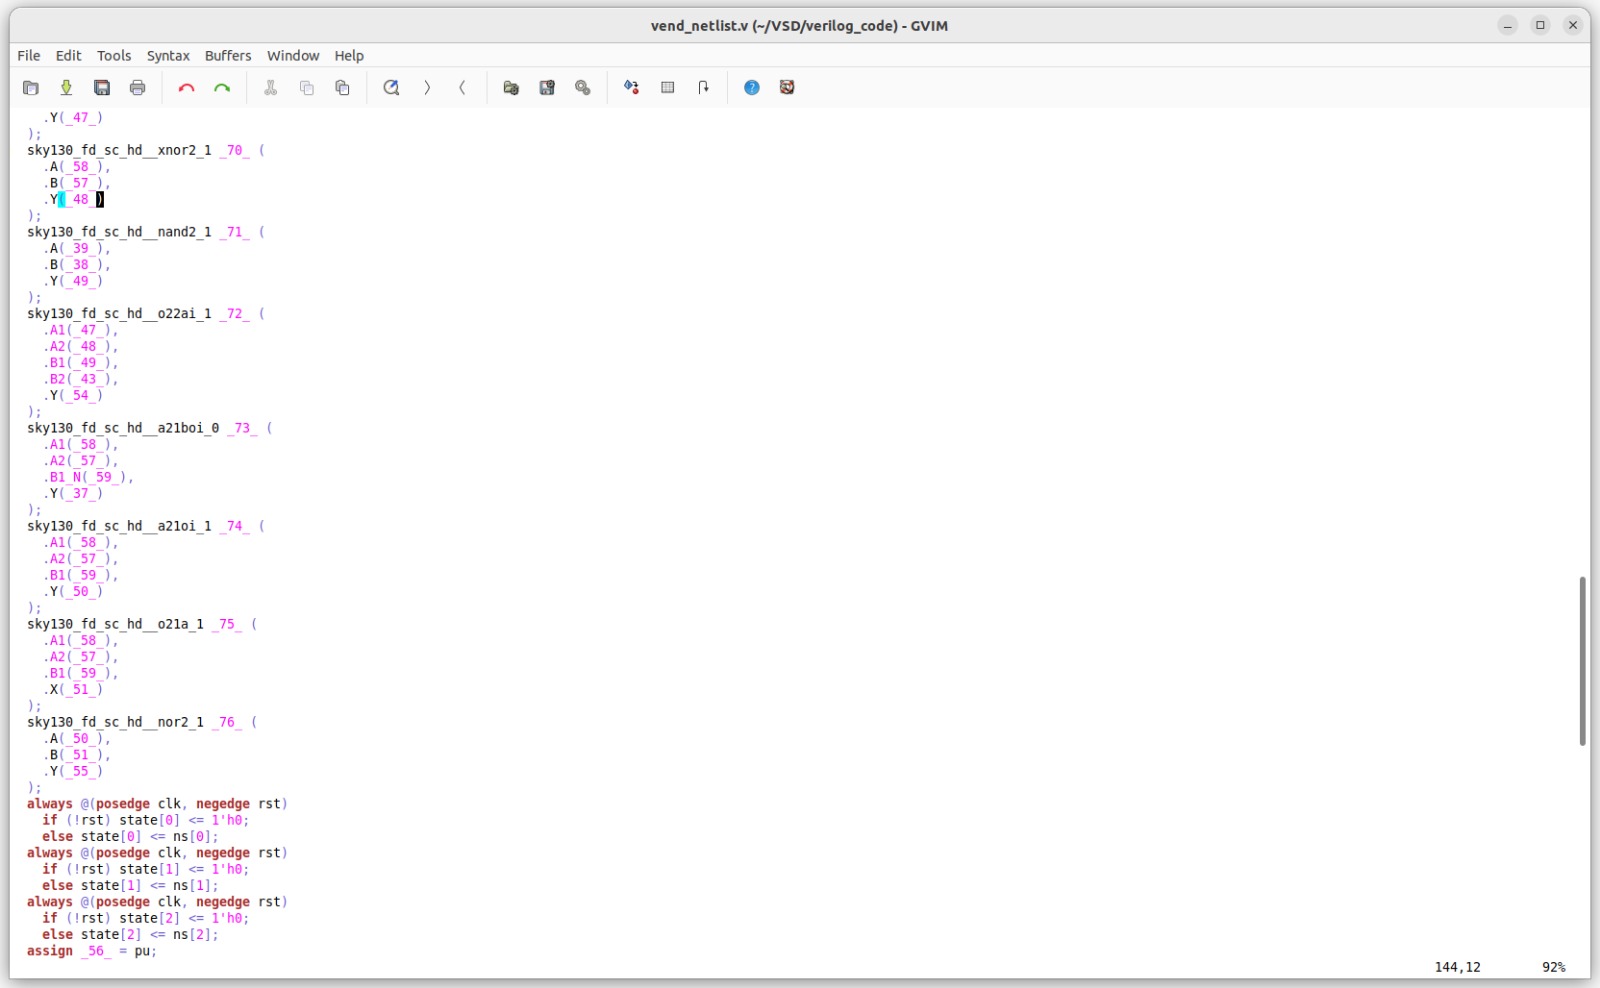 vend_netlist.v (~/VSD/verilog_code) - GVIM
File Edit Tools Syntax Buffers Window Help
.Y(_47_)
);
sky130_fd_sc_hd__xnor2_1 _70_ (
.A(_58_),
.B(_57_),
.Y(_48_)
);
sky130_fd_sc_hd__nand2_1 _71_ (
.A(_39_),
.B(_38_),
.Y(_49_)
);
sky130_fd_sc_hd__o22ai_1 _72_ (
.A1(_47_),
.A2(_48_),
.B1(_49_),
.B2(_43_),
.Y(_54_)
);
sky130_fd_sc_hd__a21boi_0 _73_ (
.A1(_58_),
.A2(_57_),
.B1_N(_59_),
.Y(_37_)
);
sky130_fd_sc_hd__a21oi_1 _74_ (
.A1(_58_),
.A2(_57_),
.B1(_59_),
.Y(_50_)
);
sky130_fd_sc_hd__o21a_1 _75_ (
.A1(_58_),
.A2(_57_),
.B1(_59_),
.X(_51_)
);
sky130_fd_sc_hd__nor2_1 _76_ (
.A(_50_),
.B(_51_),
.Y(_55_)
);
always @(posedge clk, negedge rst)
if (!rst) state[0] <= 1'h0;
else state[0] <= ns[0];
always @(posedge clk, negedge rst)
if (!rst) state[1] <= 1'h0;
else state[1] <= ns[1];
always @(posedge clk, negedge rst)
if (!rst) state[2] <= 1'h0;
else state[2] <= ns[2];
assign _56_ = pu;
144,12 92%